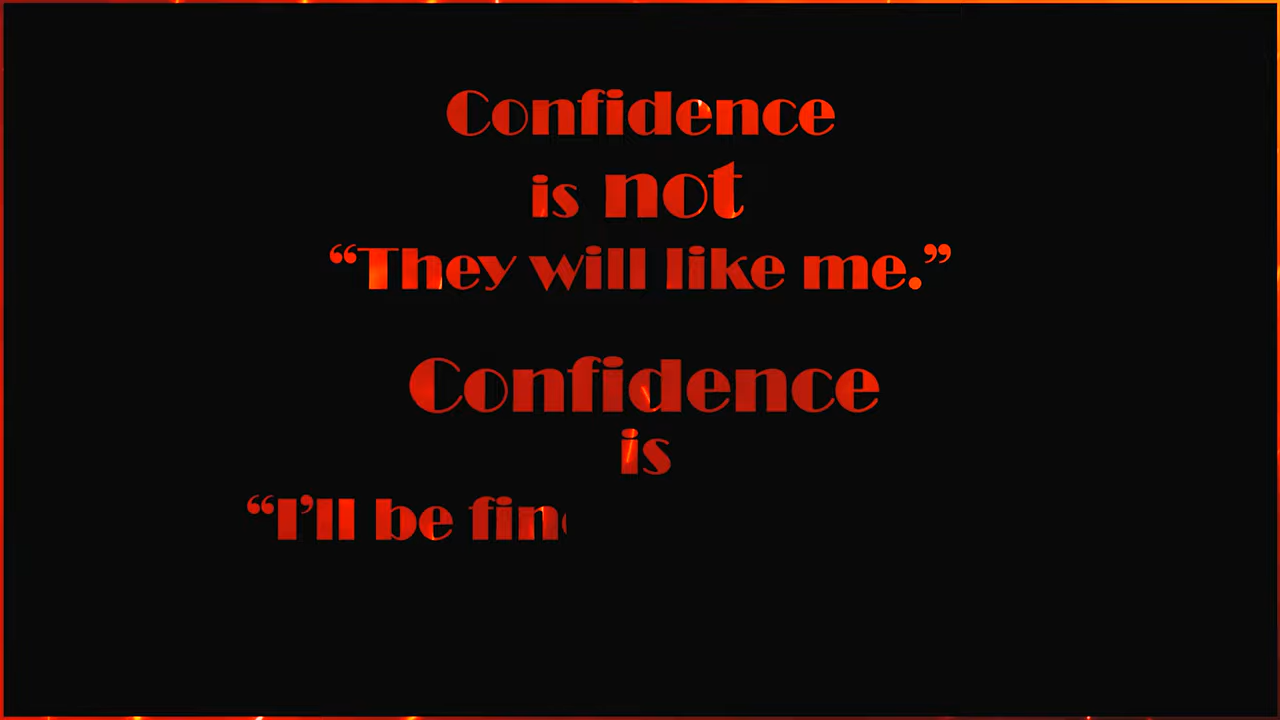 Confidence
is not
“They will like me.”
Confidence
is
“I’ll be fin